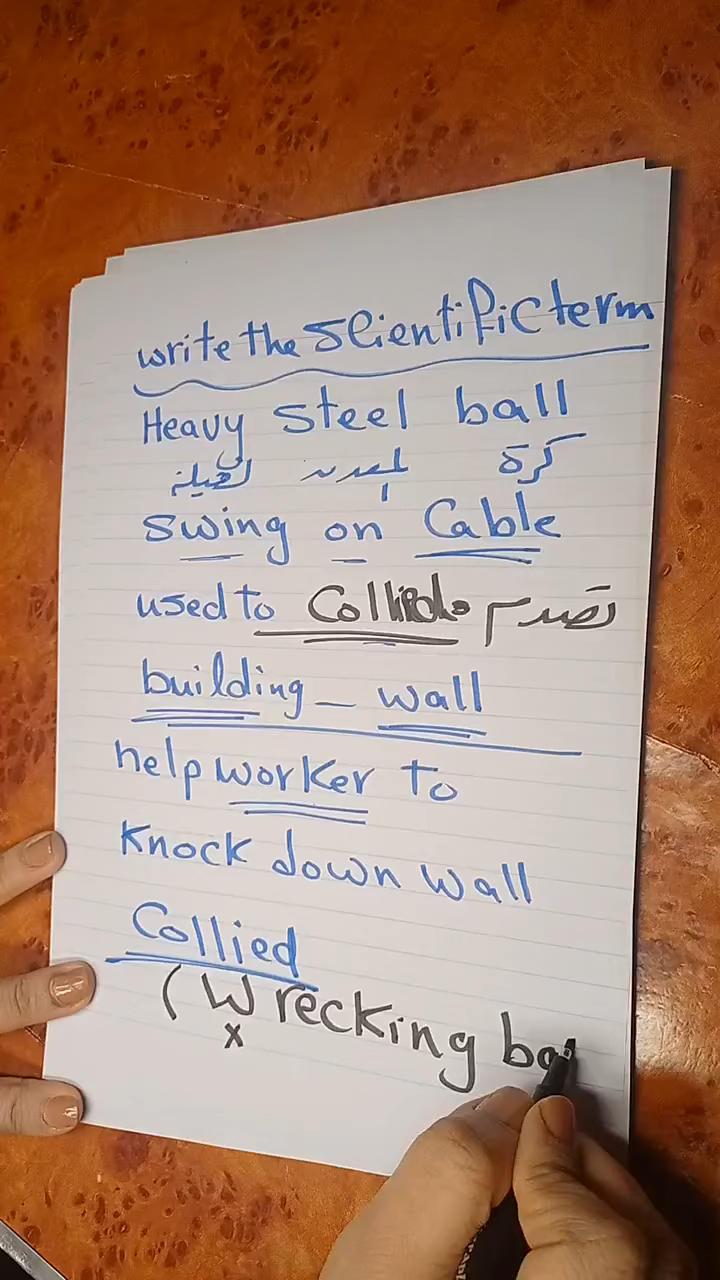 write the scientific term
Heavy steel ball
كرة المعدن الثقيلة
swing on Cable
used to Collide تصدم
building - wall
help worker to
Knock down wall
Collied
(Wrecking ba
x